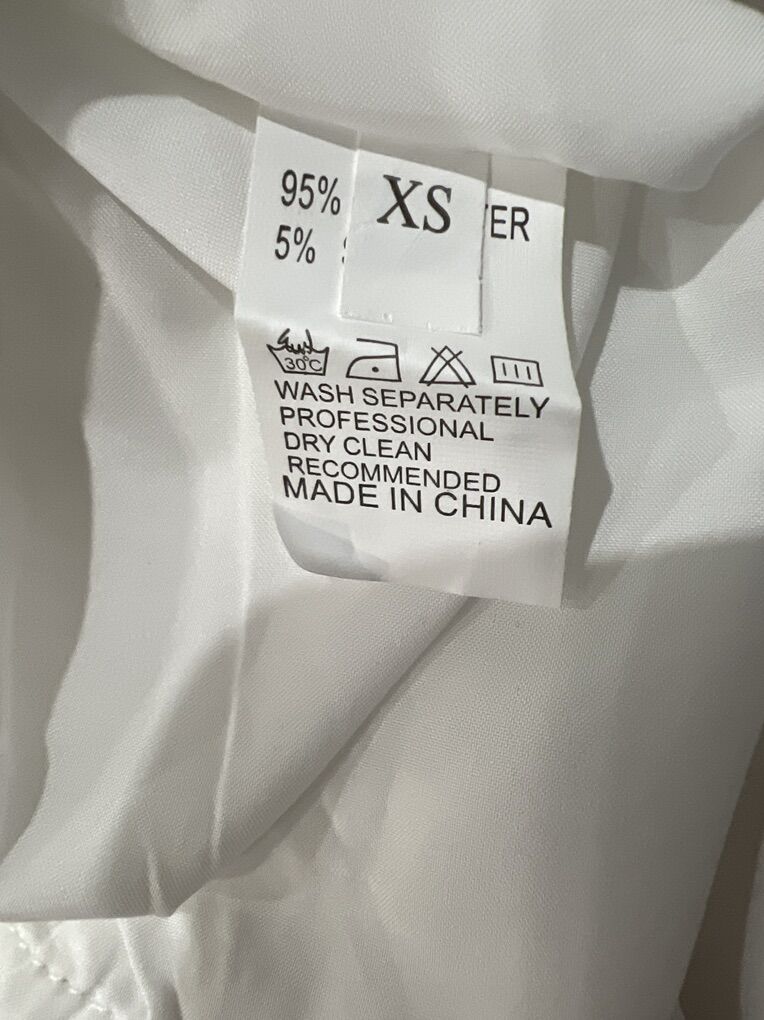 XS
95% ER
5%
30°C
WASH SEPARATELY
PROFESSIONAL
DRY CLEAN
RECOMMENDED
MADE IN CHINA